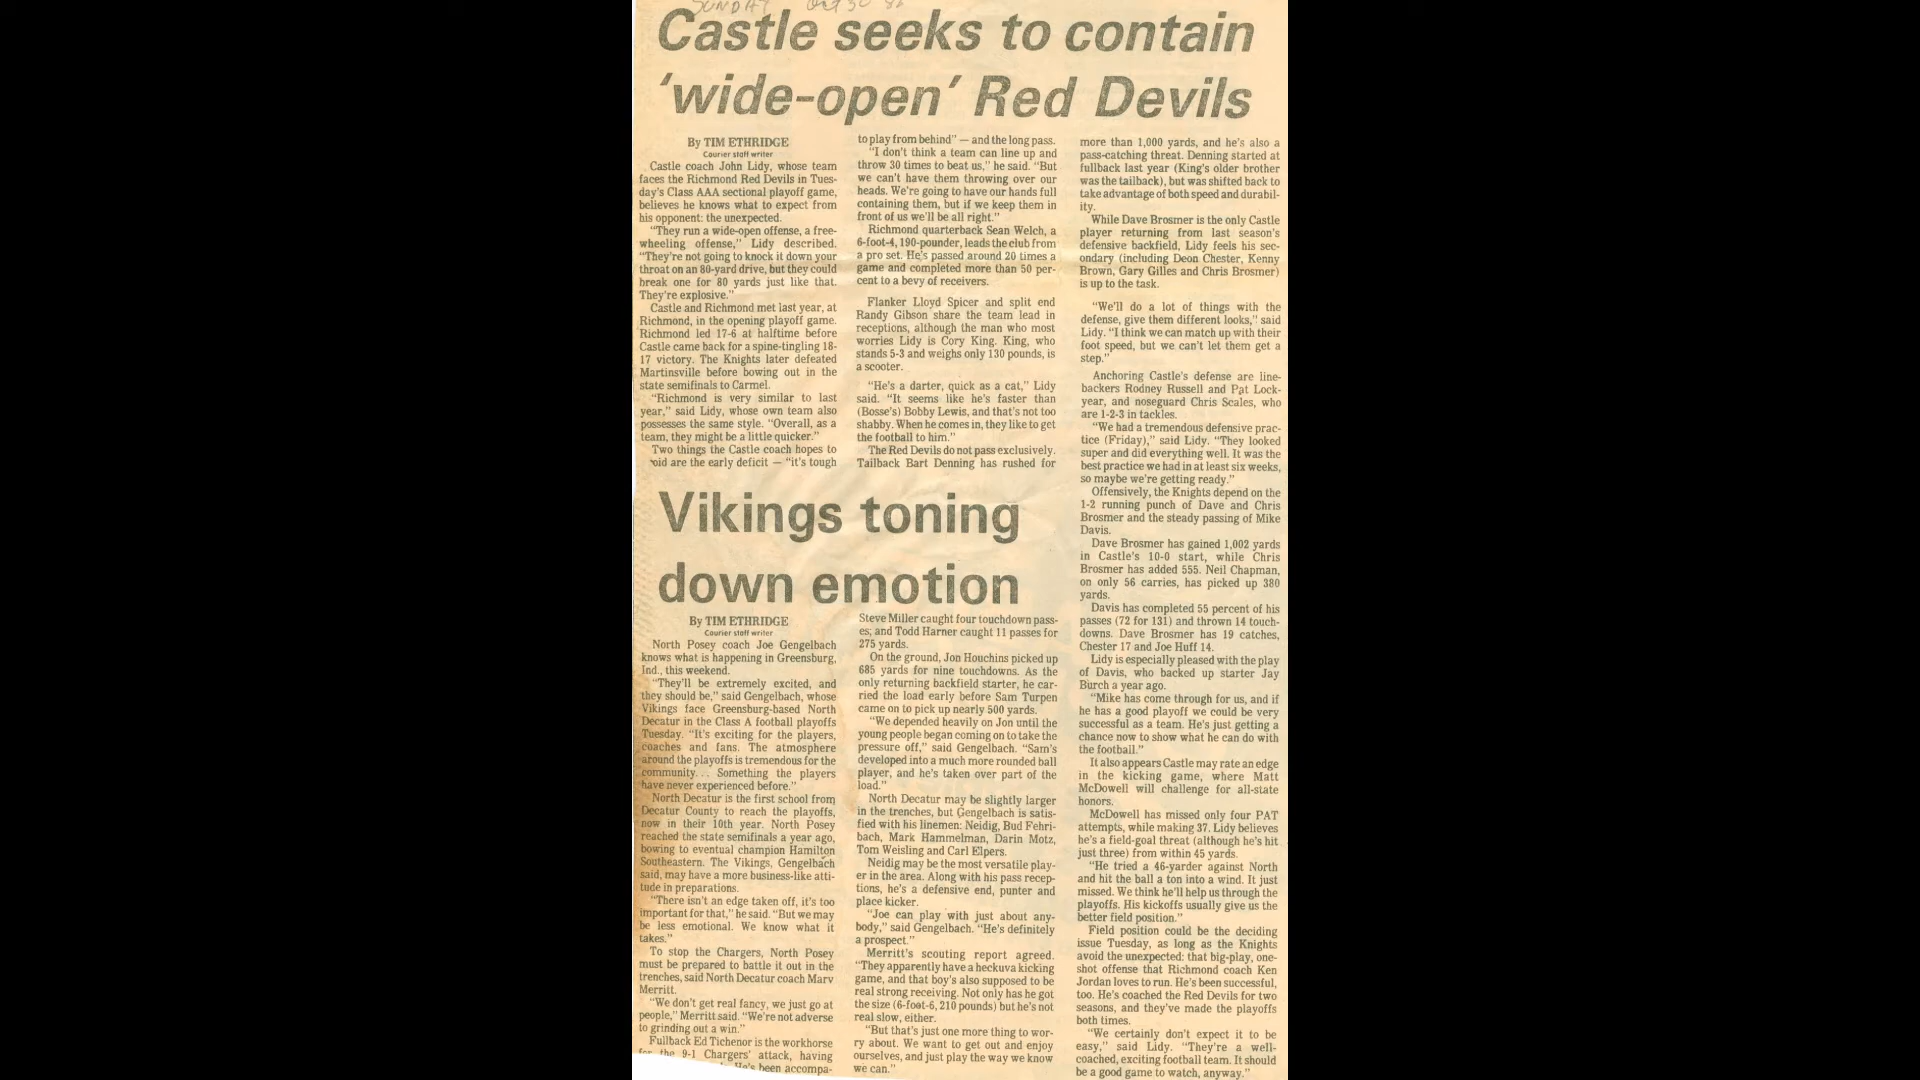 SUNDAY Oct 30
Castle seeks to contain
'wide-open' Red Devils
By TIM ETHRIDGE
Courier staff writer
Castle coach John Lidy, whose team
faces the Richmond Red Devils in Tues-
day's Class AAA sectional playoff game,
believes he knows what to expect from
his opponent: the unexpected.
"They run a wide-open offense, a free-
wheeling offense," Lidy described.
"They're not going to knock it down your
throat on an 80-yard drive, but they could
break one for 80 yards just like that.
They're explosive."
Castle and Richmond met last year, at
Richmond, in the opening playoff game.
Richmond led 17-6 at halftime before
Castle came back for a spine-tingling 18-
17 victory. The Knights later defeated
Martinsville before bowing out in the
state semifinals to Carmel.
"Richmond is very similar to last
year," said Lidy, whose own team also
possesses the same style. "Overall, as a
team, they might be a little quicker."
Two things the Castle coach hopes to
void are the early deficit — "it's tough
to play from behind" — and the long pass.
"I don't think a team can line up and
throw 30 times to beat us," he said. "But
we can't have them throwing over our
heads. We're going to have our hands full
containing them, but if we keep them in
front of us we'll be all right."
Richmond quarterback Sean Welch, a
6-foot-4, 190-pounder, leads the club from
a pro set. He's passed around 20 times a
game and completed more than 50 per-
cent to a bevy of receivers.
Flanker Lloyd Spicer and split end
Randy Gibson share the team lead in
receptions, although the man who most
worries Lidy is Cory King. King, who
stands 5-3 and weighs only 130 pounds, is
a scooter.
"He's a darter, quick as a cat," Lidy
said. "It seems like he's faster than
(Bosse's) Bobby Lewis, and that's not too
shabby. When he comes in, they like to get
the football to him."
The Red Devils do not pass exclusively.
Tailback Bart Denning has rushed for
more than 1,000 yards, and he's also a
pass-catching threat. Denning started at
fullback last year (King's older brother
was the tailback), but was shifted back to
take advantage of both speed and durabil-
ity.
While Dave Brosmer is the only Castle
player returning from last season's
defensive backfield, Lidy feels his sec-
ondary (including Deon Chester, Kenny
Brown, Gary Gilles and Chris Brosmer)
is up to the task.
"We'll do a lot of things with the
defense, give them different looks," said
Lidy. "I think we can match up with their
foot speed, but we can't let them get a
step."
Anchoring Castle's defense are line-
backers Rodney Russell and Pat Lock-
year, and noseguard Chris Scales, who
are 1-2-3 in tackles.
"We had a tremendous defensive prac-
tice (Friday)," said Lidy. "They looked
super and did everything well. It was the
best practice we had in at least six weeks,
so maybe we're getting ready."
Offensively, the Knights depend on the
1-2 running punch of Dave and Chris
Brosmer and the steady passing of Mike
Davis.
Dave Brosmer has gained 1,002 yards
in Castle's 10-0 start, while Chris
Brosmer has added 555. Neil Chapman,
on only 56 carries, has picked up 380
yards.
Davis has completed 55 percent of his
passes (72 for 131) and thrown 14 touch-
downs. Dave Brosmer has 19 catches,
Chester 17 and Joe Huff 14.
Lidy is especially pleased with the play
of Davis, who backed up starter Jay
Burch a year ago.
"Mike has come through for us, and if
he has a good playoff we could be very
successful as a team. He's just getting a
chance now to show what he can do with
the football."
It also appears Castle may rate an edge
in the kicking game, where Matt
McDowell will challenge for all-state
honors.
McDowell has missed only four PAT
attempts, while making 37. Lidy believes
he's a field-goal threat (although he's hit
just three) from within 45 yards.
"He tried a 46-yarder against North
and hit the ball a ton into a wind. It just
missed. We think he'll help us through the
playoffs. His kickoffs usually give us the
better field position."
Field position could be the deciding
issue Tuesday, as long as the Knights
avoid the unexpected: that big-play, one-
shot offense that Richmond coach Ken
Jordan loves to run. He's been successful,
too. He's coached the Red Devils for two
seasons, and they've made the playoffs
both times.
"We certainly don't expect it to be
easy," said Lidy. "They're a well-
coached, exciting football team. It should
be a good game to watch, anyway."
Vikings toning
down emotion
By TIM ETHRIDGE
Courier staff writer
North Posey coach Joe Gengelbach
knows what is happening in Greensburg,
Ind., this weekend.
"They'll be extremely excited, and
they should be," said Gengelbach, whose
Vikings face Greensburg-based North
Decatur in the Class A football playoffs
Tuesday. "It's exciting for the players,
coaches and fans. The atmosphere
around the playoffs is tremendous for the
community... Something the players
have never experienced before."
North Decatur is the first school from
Decatur County to reach the playoffs,
now in their 10th year. North Posey
reached the state semifinals a year ago,
bowing to eventual champion Hamilton
Southeastern. The Vikings, Gengelbach
said, may have a more business-like atti-
tude in preparations.
"There isn't an edge taken off, it's too
important for that," he said. "But we may
be less emotional. We know what it
takes."
To stop the Chargers, North Posey
must be prepared to battle it out in the
trenches, said North Decatur coach Marv
Merritt.
"We don't get real fancy, we just go at
people," Merritt said. "We're not adverse
to grinding out a win."
Fullback Ed Tichenor is the workhorse
for the 9-1 Chargers' attack, having
He's been accompa-
Steve Miller caught four touchdown pass-
es; and Todd Harner caught 11 passes for
275 yards.
On the ground, Jon Houchins picked up
685 yards for nine touchdowns. As the
only returning backfield starter, he car-
ried the load early before Sam Turpen
came on to pick up nearly 500 yards.
"We depended heavily on Jon until the
young people began coming on to take the
pressure off," said Gengelbach. "Sam's
developed into a much more rounded ball
player, and he's taken over part of the
load."
North Decatur may be slightly larger
in the trenches, but Gengelbach is satis-
fied with his linemen: Neidig, Bud Fehri-
bach, Mark Hammelman, Darin Motz,
Tom Weisling and Carl Elpers.
Neidig may be the most versatile play-
er in the area. Along with his pass recep-
tions, he's a defensive end, punter and
place kicker.
"Joe can play with just about any-
body," said Gengelbach. "He's definitely
a prospect."
Merritt's scouting report agreed.
"They apparently have a heckuva kicking
game, and that boy's also supposed to be
real strong receiving. Not only has he got
the size (6-foot-6, 210 pounds) but he's not
real slow, either.
"But that's just one more thing to wor-
ry about. We want to get out and enjoy
ourselves, and just play the way we know
we can."